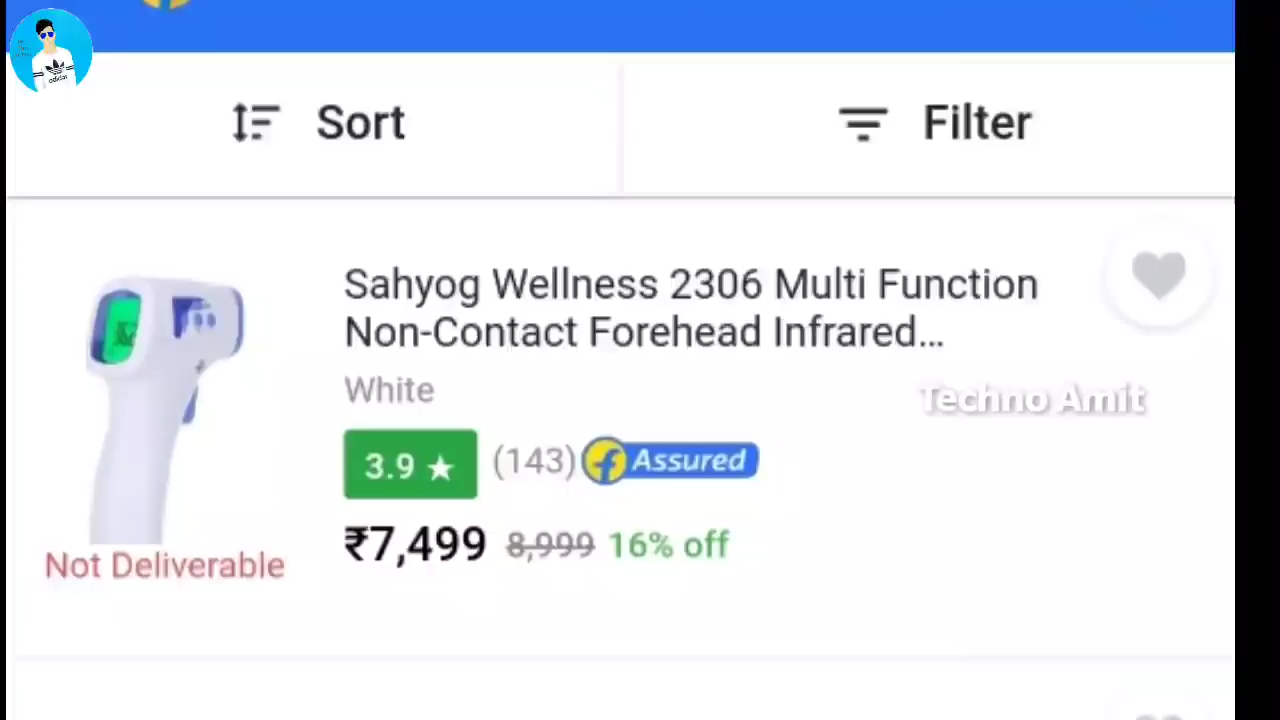 Sort
Filter
Sahyog Wellness 2306 Multi Function
Non-Contact Forehead Infrared...
White
Techno Amit
3.9 ★ (143) Assured
₹7,499 8,999 16% off
Not Deliverable
adidas